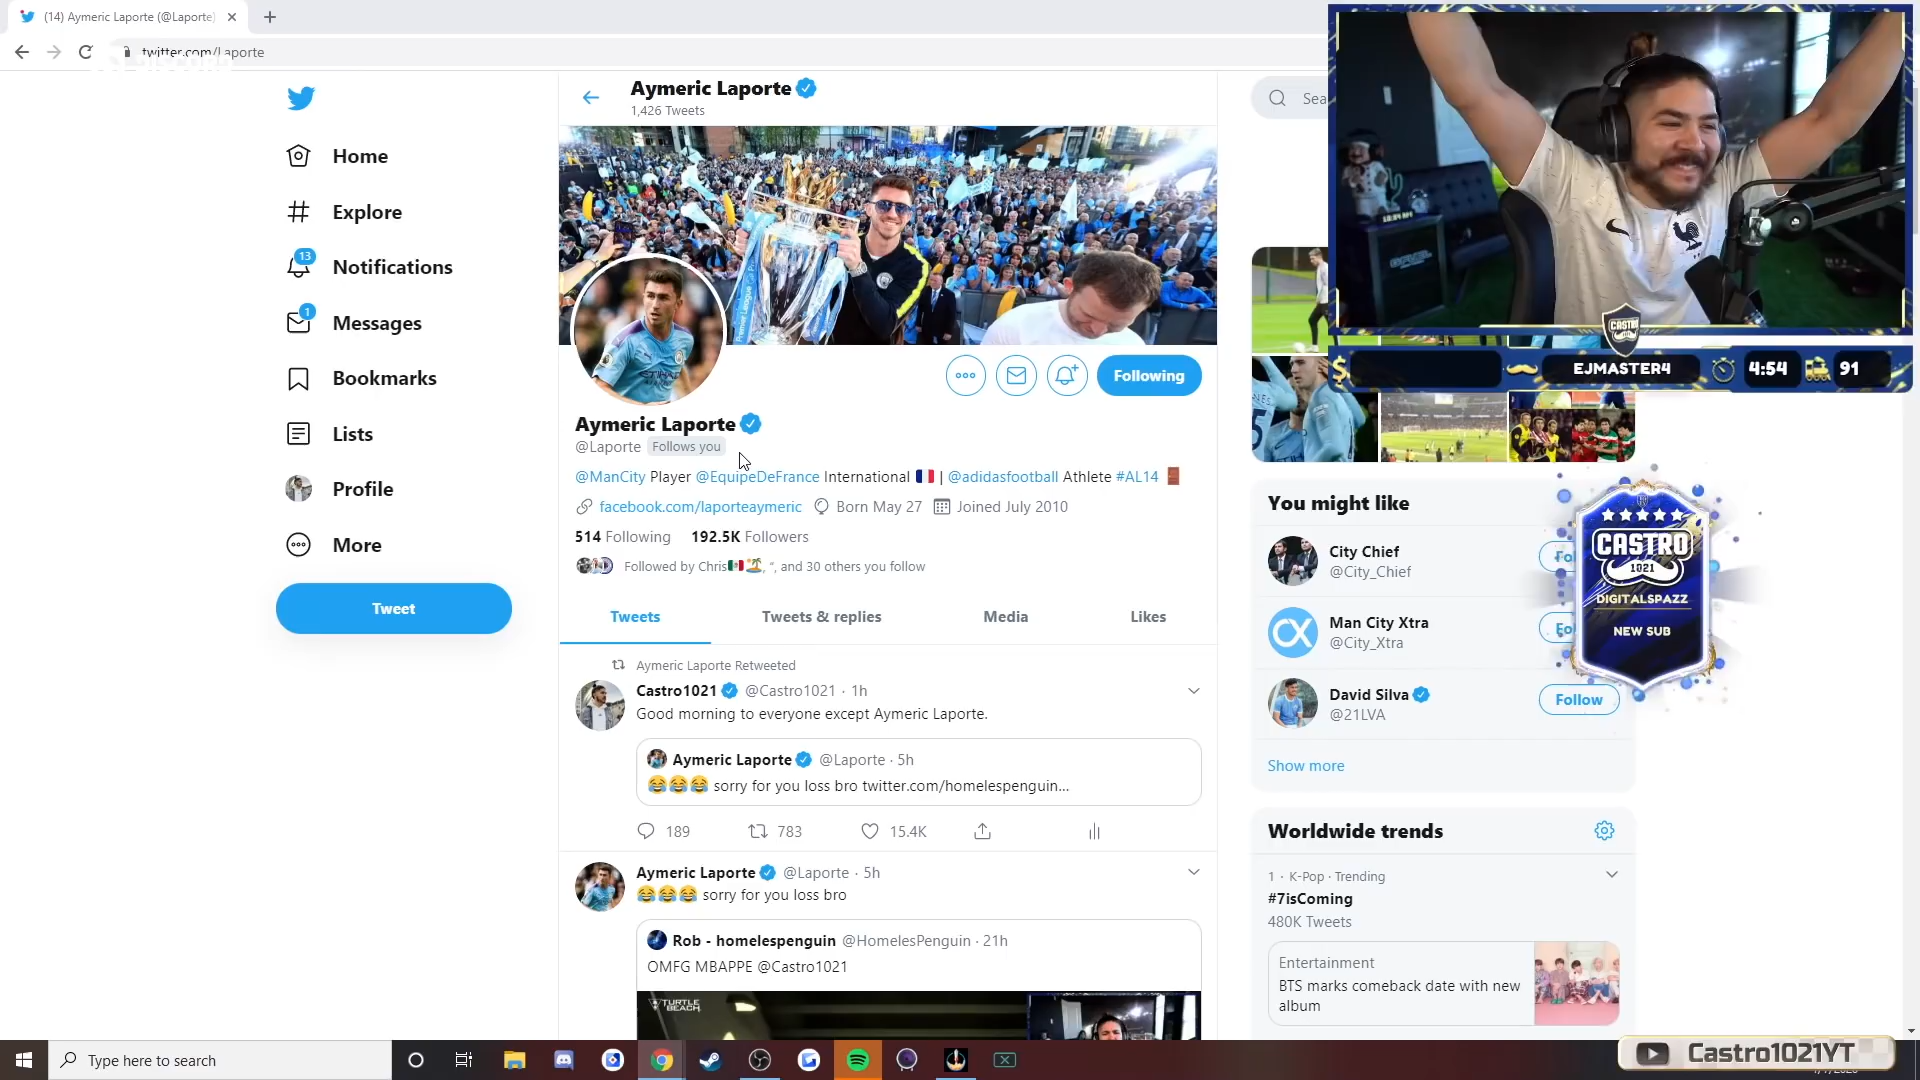 (14) Aymeric Laporte (@Laporte)
twitter.com/Laporte
Aymeric Laporte
1,426 Tweets
Sea
Home
Explore
13
Notifications
1
Messages
Bookmarks
Lists
Profile
More
Tweet
Following
Aymeric Laporte
@Laporte Follows you
@ManCity Player @EquipeDeFrance International 🇫🇷 | @adidasfootball Athlete #AL14 🚪
facebook.com/laporteaymeric Born May 27 Joined July 2010
514 Following 192.5K Followers
Followed by Chris🇲🇽🏝️, “, and 30 others you follow
Tweets Tweets & replies Media Likes
Aymeric Laporte Retweeted
Castro1021 @Castro1021 · 1h
Good morning to everyone except Aymeric Laporte.
Aymeric Laporte @Laporte · 5h
😂😂😂 sorry for you loss bro twitter.com/homelespenguin...
189 783 15.4K
Aymeric Laporte @Laporte · 5h
😂😂😂 sorry for you loss bro
Rob - homelespenguin @HomelesPenguin · 21h
OMFG MBAPPE @Castro1021
TURTLE
BEACH
ETIHAD
CASTRO
$ EJMASTER4 4:54 91
You might like
City Chief
@City_Chief
Fol
Man City Xtra
@City_Xtra
Fo
David Silva
@21LVA
Follow
Show more
CASTRO
1021
DIGITALSPAZZ
NEW SUB
Worldwide trends
1 · K-Pop · Trending
#7isComing
480K Tweets
Entertainment
BTS marks comeback date with new
album
Type here to search
Castro1021YT